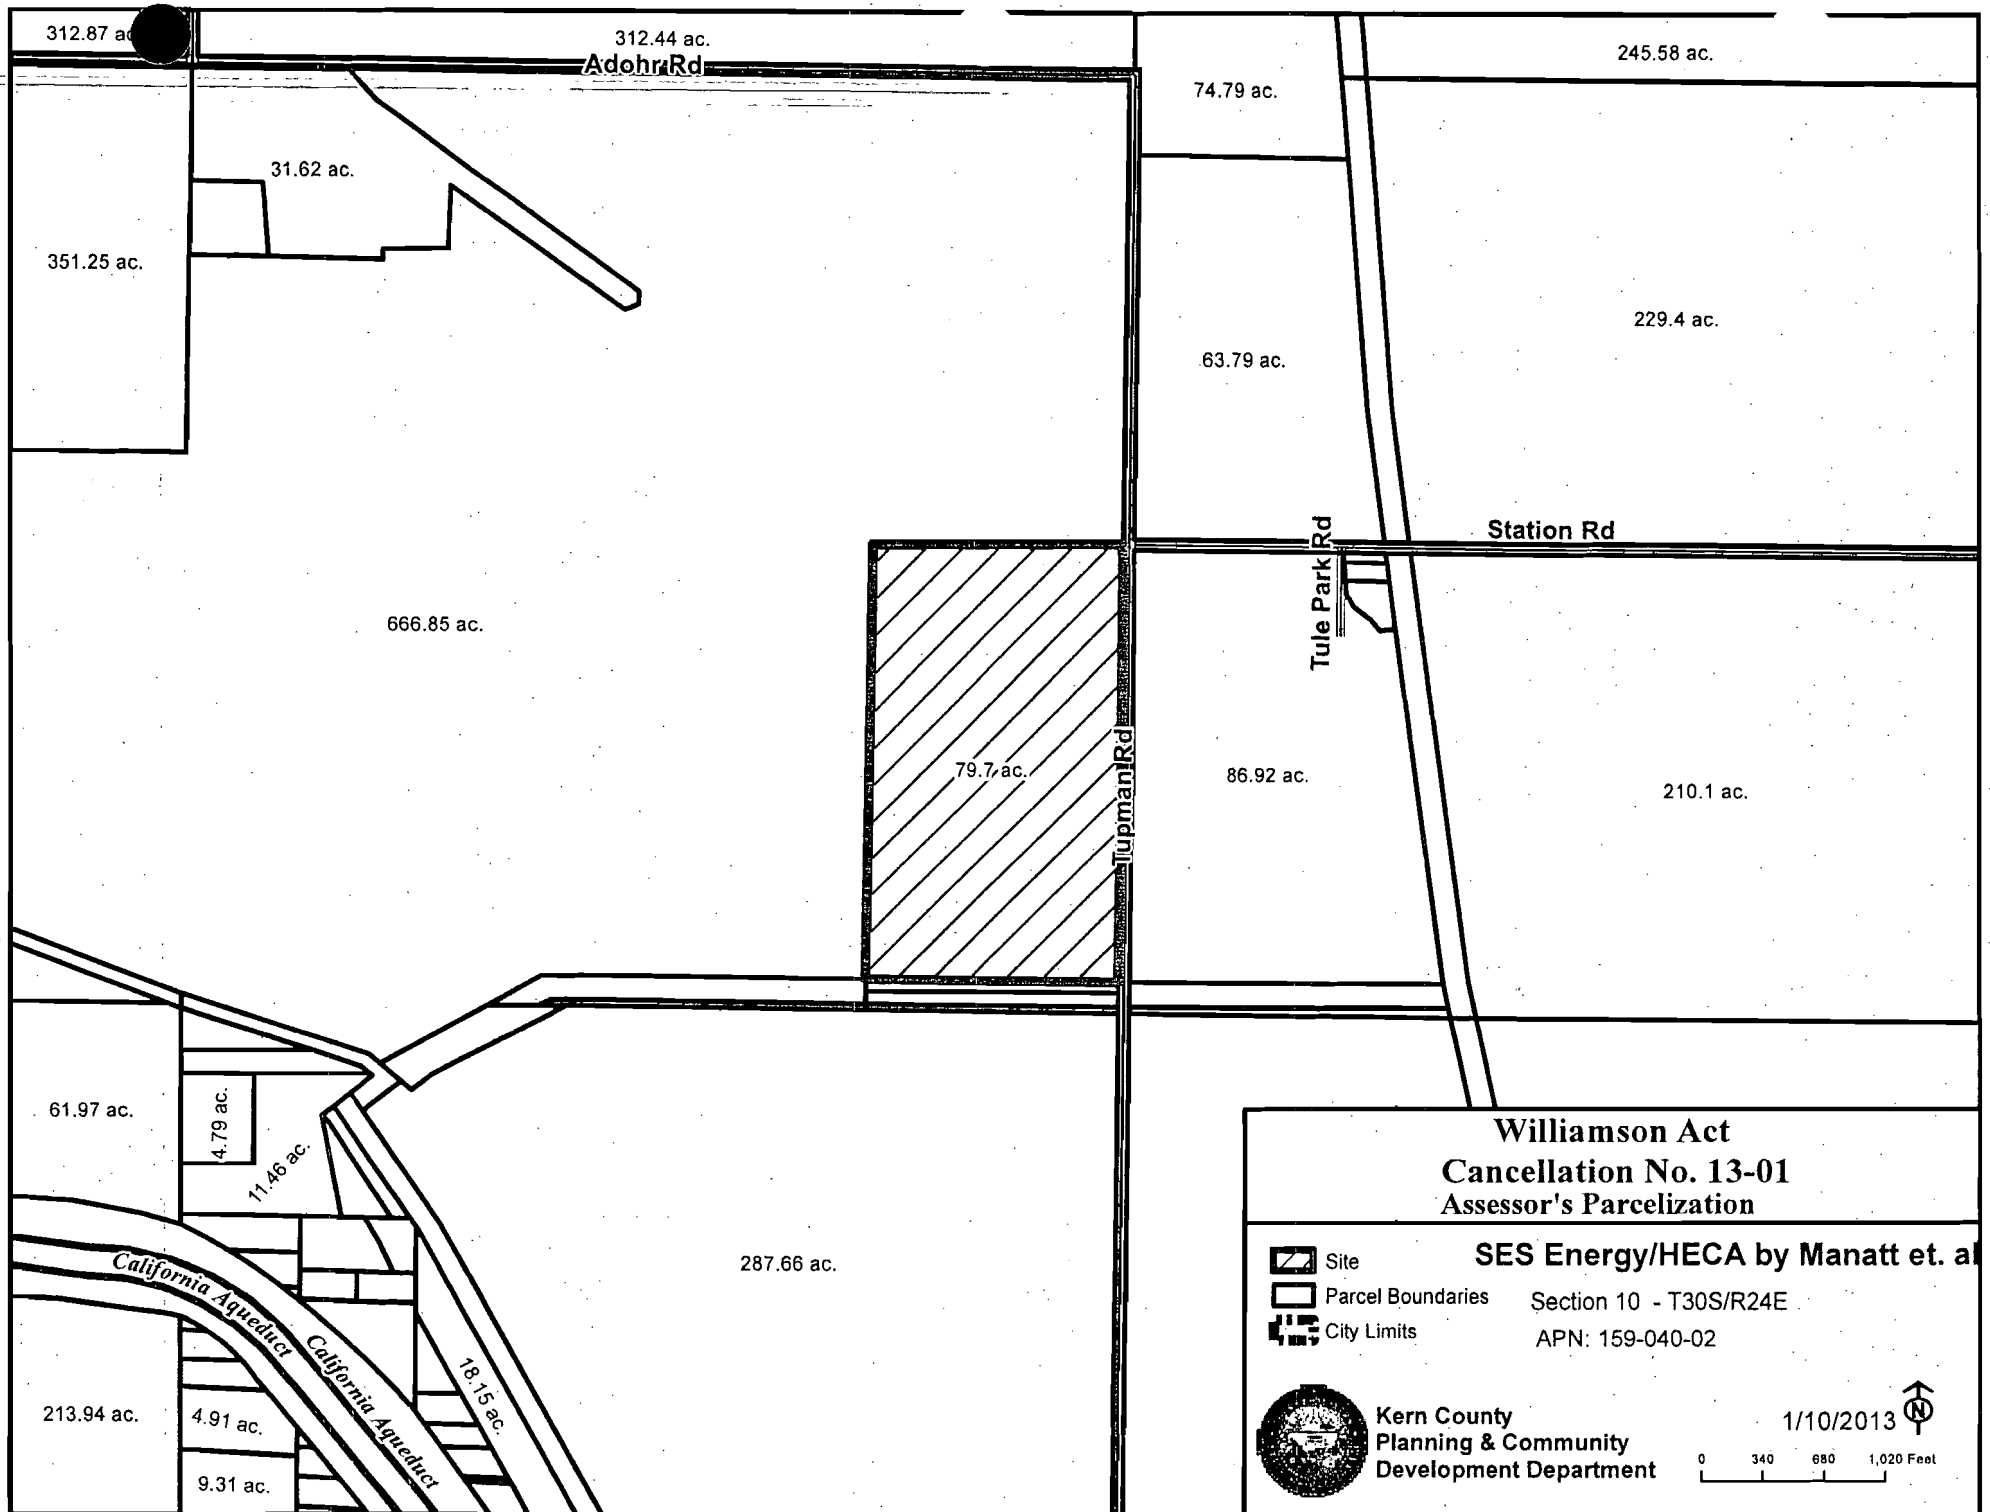 312.87 ac
312.44 ac.
Adohr Rd
245.58 ac.
74.79 ac.
31.62 ac.
351.25 ac.
229.4 ac.
63.79 ac.
Station Rd
Tule Park Rd
666.85 ac.
79.7 ac.
Tupman Rd
86.92 ac.
210.1 ac.
61.97 ac.
4.79 ac.
11.46 ac.
California Aqueduct
California Aqueduct
287.66 ac.
18.15 ac.
213.94 ac.
4.91 ac.
9.31 ac.
Williamson Act
Cancellation No. 13-01
Assessor's Parcelization
SES Energy/HECA by Manatt et. al
Site
Parcel Boundaries
City Limits
Section 10 - T30S/R24E
APN: 159-040-02
Kern County
Planning & Community
Development Department
1/10/2013
N
0 340 680 1,020 Feet